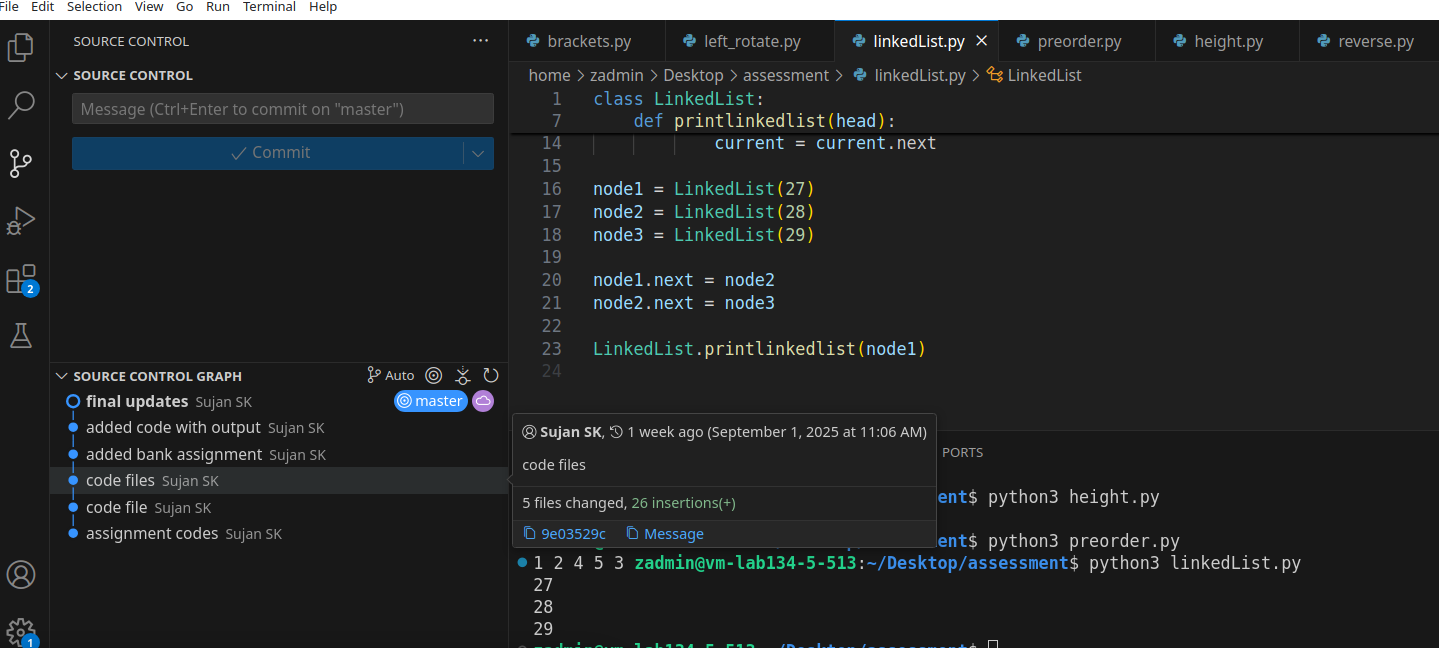 File Edit Selection View Go Run Terminal Help
SOURCE CONTROL ···
SOURCE CONTROL
Message (Ctrl+Enter to commit on "master")
Commit
2
SOURCE CONTROL GRAPH Auto
final updates Sujan SK master
added code with output Sujan SK
added bank assignment Sujan SK
code files Sujan SK
code file Sujan SK
assignment codes Sujan SK
1
brackets.py left_rotate.py linkedList.py preorder.py height.py reverse.py
home > zadmin > Desktop > assessment > linkedList.py > LinkedList
1 class LinkedList:
7 def printlinkedlist(head):
14 current = current.next
15
16 node1 = LinkedList(27)
17 node2 = LinkedList(28)
18 node3 = LinkedList(29)
19
20 node1.next = node2
21 node2.next = node3
22
23 LinkedList.printlinkedlist(node1)
24
Sujan SK, 1 week ago (September 1, 2025 at 11:06 AM)
code files
5 files changed, 26 insertions(+)
9e03529c Message
PORTS
ent$ python3 height.py
ent$ python3 preorder.py
1 2 4 5 3 zadmin@vm-lab134-5-513:~/Desktop/assessment$ python3 linkedList.py
27
28
29
zadmin@vm-lab134-5-513:~/Desktop/assessment$